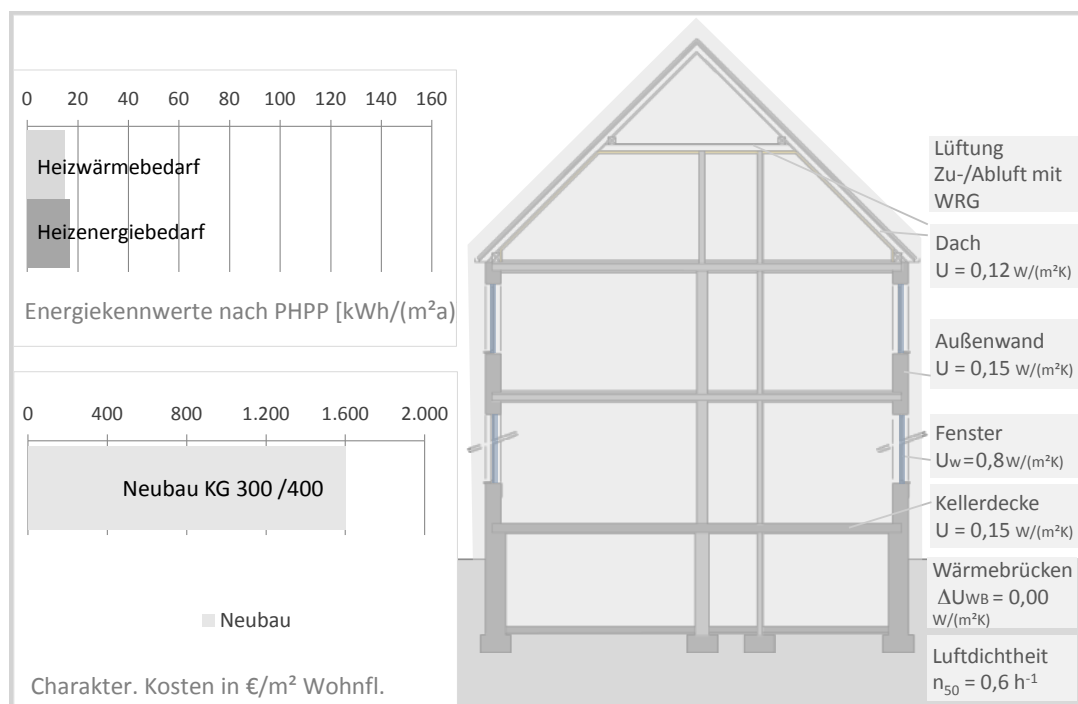 0 20 40 60 80 100 120 140 160
Heizwärmebedarf
Heizenergiebedarf
Energiekennwerte nach PHPP [kWh/(m²a)
0 400 800 1.200 1.600 2.000
Neubau KG 300 /400
Neubau
Charakter. Kosten in €/m² Wohnfl.
Lüftung
Zu-/Abluft mit
WRG
Dach
U = 0,12 W/(m²K)
Außenwand
U = 0,15 W/(m²K)
Fenster
Uw=0,8W/(m²K)
Kellerdecke
U = 0,15 W/(m²K)
Wärmebrücken
ΔUWB = 0,00
W/(m²K)
Luftdichtheit
n₅₀ = 0,6 h⁻¹